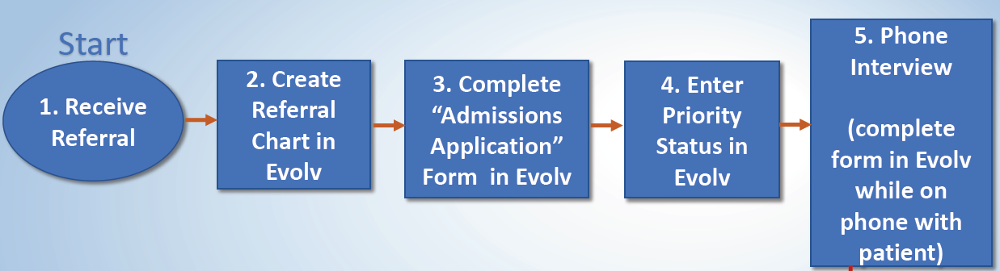 Start
1. Receive
Referral
2. Create
Referral
Chart in
Evolv
3. Complete
“Admissions
Application”
Form  in Evolv
4. Enter
Priority
Status in
Evolv
5. Phone
Interview
(complete
form in Evolv
while on
phone with
patient)